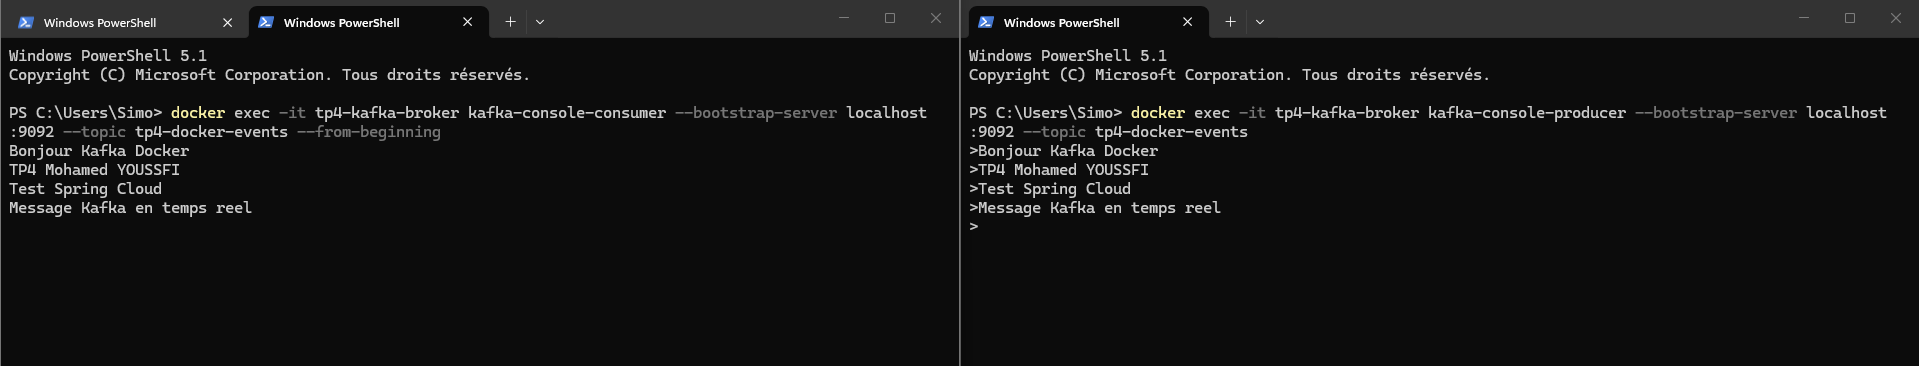 Windows PowerShell
Windows PowerShell
Windows PowerShell 5.1
Copyright (C) Microsoft Corporation. Tous droits réservés.
PS C:\Users\Simo> docker exec -it tp4-kafka-broker kafka-console-consumer --bootstrap-server localhost
:9092 --topic tp4-docker-events --from-beginning
Bonjour Kafka Docker
TP4 Mohamed YOUSSFI
Test Spring Cloud
Message Kafka en temps reel
Windows PowerShell
Windows PowerShell 5.1
Copyright (C) Microsoft Corporation. Tous droits réservés.
PS C:\Users\Simo> docker exec -it tp4-kafka-broker kafka-console-producer --bootstrap-server localhost
:9092 --topic tp4-docker-events
>Bonjour Kafka Docker
>TP4 Mohamed YOUSSFI
>Test Spring Cloud
>Message Kafka en temps reel
>